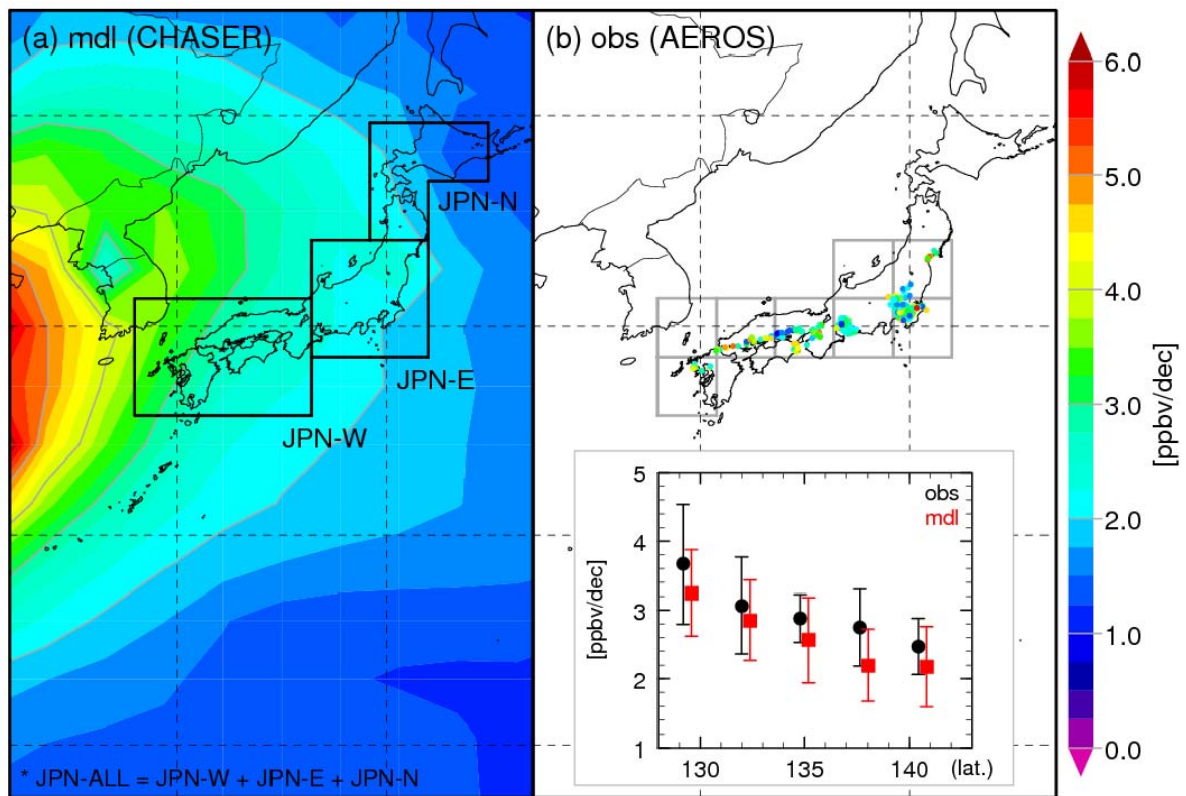 (a) mdl (CHASER)
JPN-N
JPN-E
JPN-W
* JPN-ALL = JPN-W + JPN-E + JPN-N
(b) obs (AEROS)
5
4
3
2
1
[ppbv/dec]
obs
mdl
130
135
140
(lat.)
6.0
5.0
4.0
3.0
2.0
1.0
0.0
[ppbv/dec]